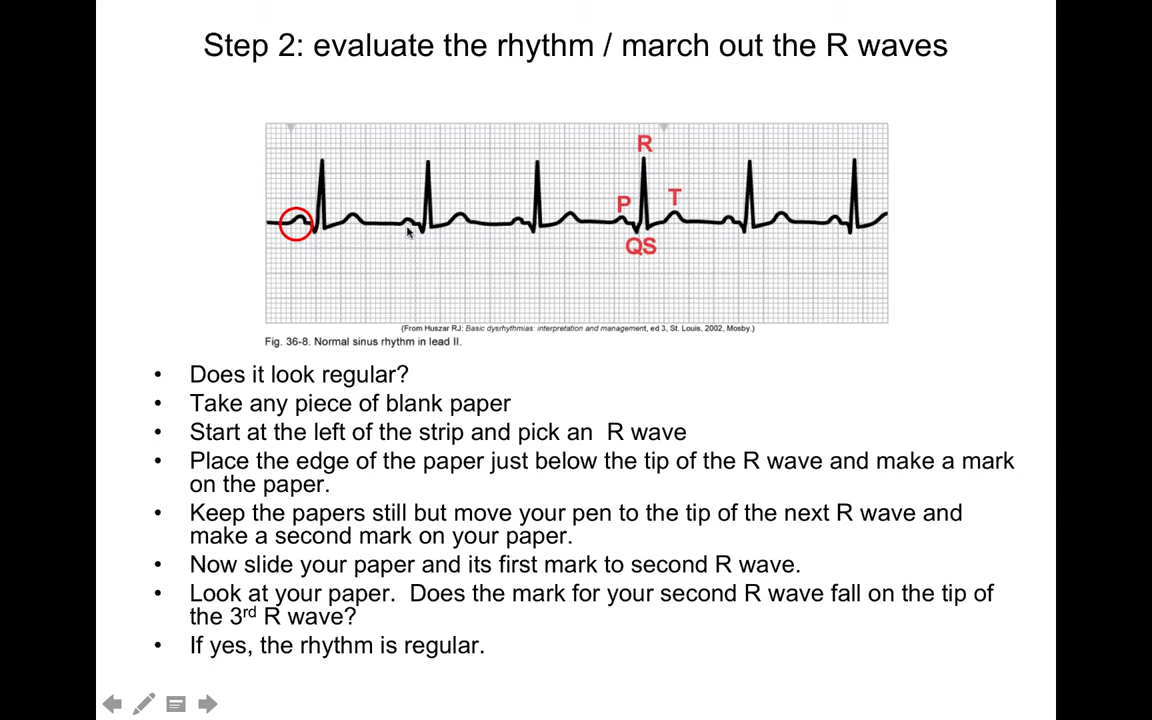 Step 2: evaluate the rhythm / march out the R waves
R
P
T
QS
(From Huszar RJ: Basic dysrhythmias: interpretation and management, ed 3, St. Louis, 2002, Mosby.)
Fig. 36-8. Normal sinus rhythm in lead II.
• Does it look regular?
• Take any piece of blank paper
• Start at the left of the strip and pick an R wave
• Place the edge of the paper just below the tip of the R wave and make a mark
on the paper.
• Keep the papers still but move your pen to the tip of the next R wave and
make a second mark on your paper.
• Now slide your paper and its first mark to second R wave.
• Look at your paper. Does the mark for your second R wave fall on the tip of
the 3rd R wave?
• If yes, the rhythm is regular.